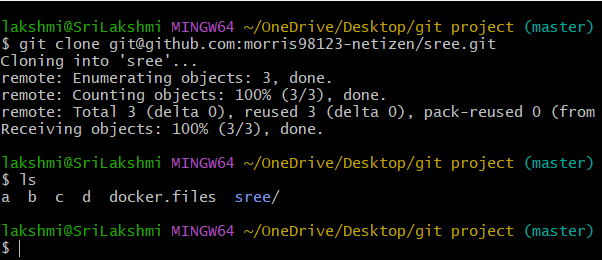 lakshmi@SriLakshmi MINGW64 ~/OneDrive/Desktop/git project (master)
$ git clone git@github.com:morris98123-netizen/sree.git
Cloning into 'sree'...
remote: Enumerating objects: 3, done.
remote: Counting objects: 100% (3/3), done.
remote: Total 3 (delta 0), reused 3 (delta 0), pack-reused 0 (from
Receiving objects: 100% (3/3), done.
lakshmi@SriLakshmi MINGW64 ~/OneDrive/Desktop/git project (master)
$ ls
a  b  c  d  docker.files  sree/
lakshmi@SriLakshmi MINGW64 ~/OneDrive/Desktop/git project (master)
$